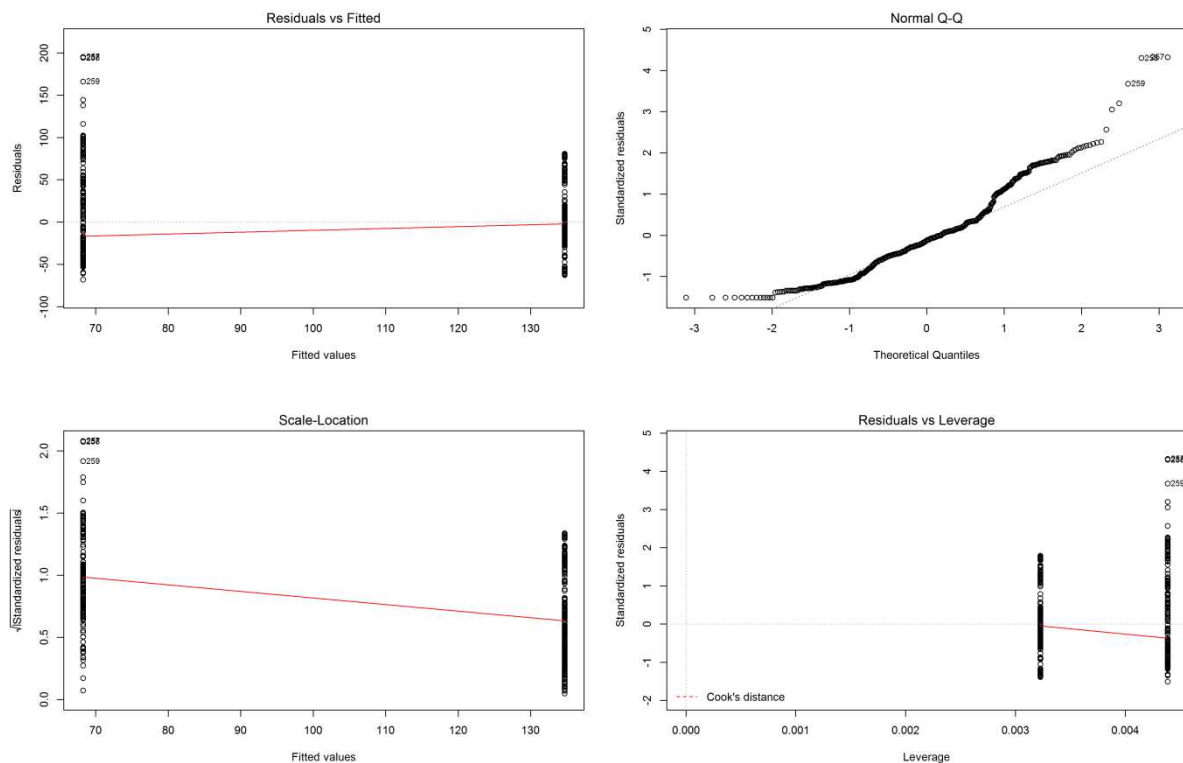 Residuals vs Fitted
Residuals
200
150
100
50
0
-50
-100
259
70 80 90 100 110 120 130
Fitted values
Normal Q-Q
Standardized residuals
5
4
3
2
1
0
-1
259
-3 -2 -1 0 1 2 3
Theoretical Quantiles
Scale-Location
√|Standardized residuals|
2.0
1.5
1.0
0.5
0.0
259
70 80 90 100 110 120 130
Fitted values
Residuals vs Leverage
Standardized residuals
5
4
3
2
1
0
-1
-2
259
Cook's distance
0.000 0.001 0.002 0.003 0.004
Leverage